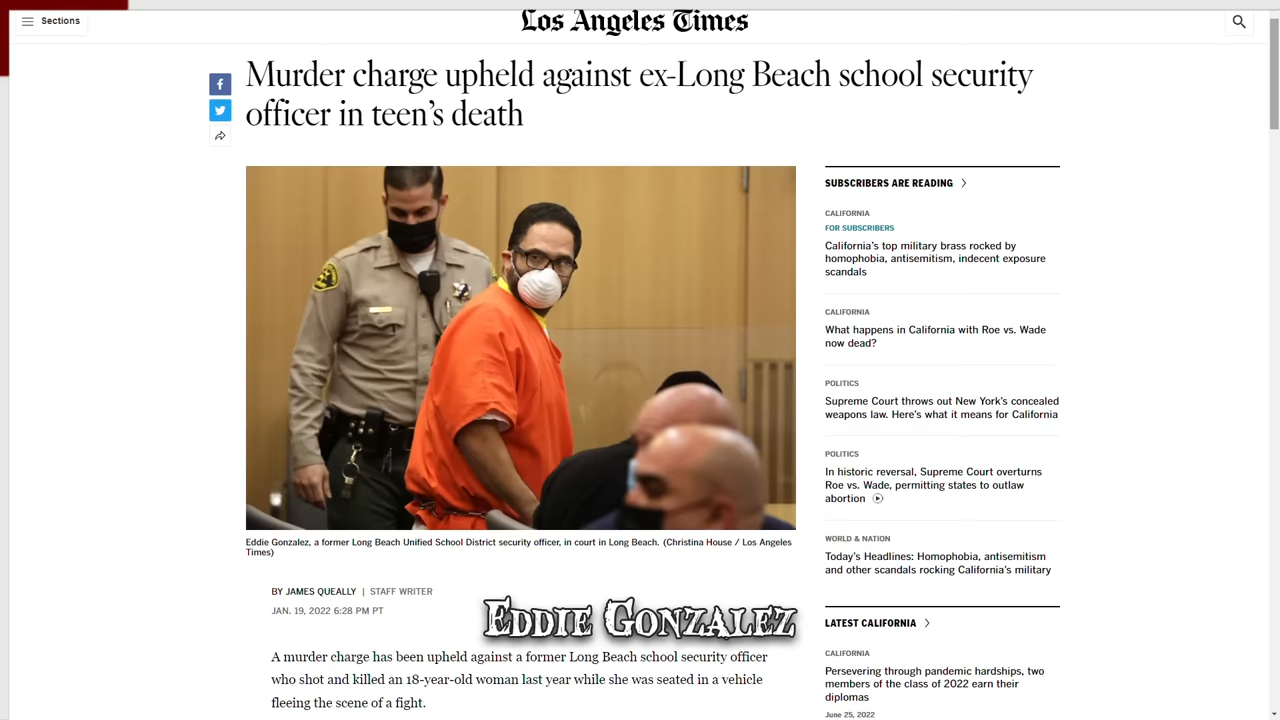 Sections
Los Angeles Times
Murder charge upheld against ex-Long Beach school security
officer in teen's death
Eddie Gonzalez, a former Long Beach Unified School District security officer, in court in Long Beach. (Christina House / Los Angeles
Times)
BY JAMES QUEALLY | STAFF WRITER
JAN. 19, 2022 6:28 PM PT
EDDIE GONZALEZ
A murder charge has been upheld against a former Long Beach school security officer
who shot and killed an 18-year-old woman last year while she was seated in a vehicle
fleeing the scene of a fight.
SUBSCRIBERS ARE READING
CALIFORNIA
FOR SUBSCRIBERS
California's top military brass rocked by
homophobia, antisemitism, indecent exposure
scandals
CALIFORNIA
What happens in California with Roe vs. Wade
now dead?
POLITICS
Supreme Court throws out New York's concealed
weapons law. Here's what it means for California
POLITICS
In historic reversal, Supreme Court overturns
Roe vs. Wade, permitting states to outlaw
abortion
WORLD & NATION
Today's Headlines: Homophobia, antisemitism
and other scandals rocking California's military
LATEST CALIFORNIA
CALIFORNIA
Persevering through pandemic hardships, two
members of the class of 2022 earn their
diplomas
June 25, 2022